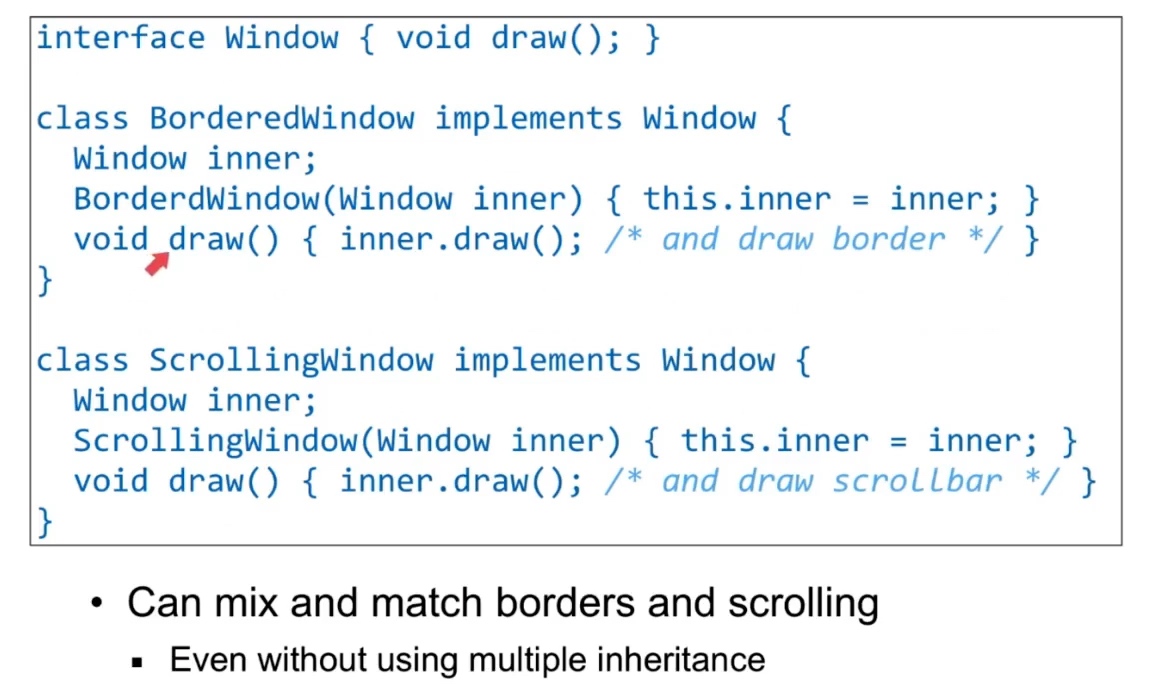 interface Window { void draw(); }
class BorderedWindow implements Window {
Window inner;
BorderdWindow(Window inner) { this.inner = inner; }
void draw() { inner.draw(); /* and draw border */ }
}
class ScrollingWindow implements Window {
Window inner;
ScrollingWindow(Window inner) { this.inner = inner; }
void draw() { inner.draw(); /* and draw scrollbar */ }
}
• Can mix and match borders and scrolling
▪ Even without using multiple inheritance